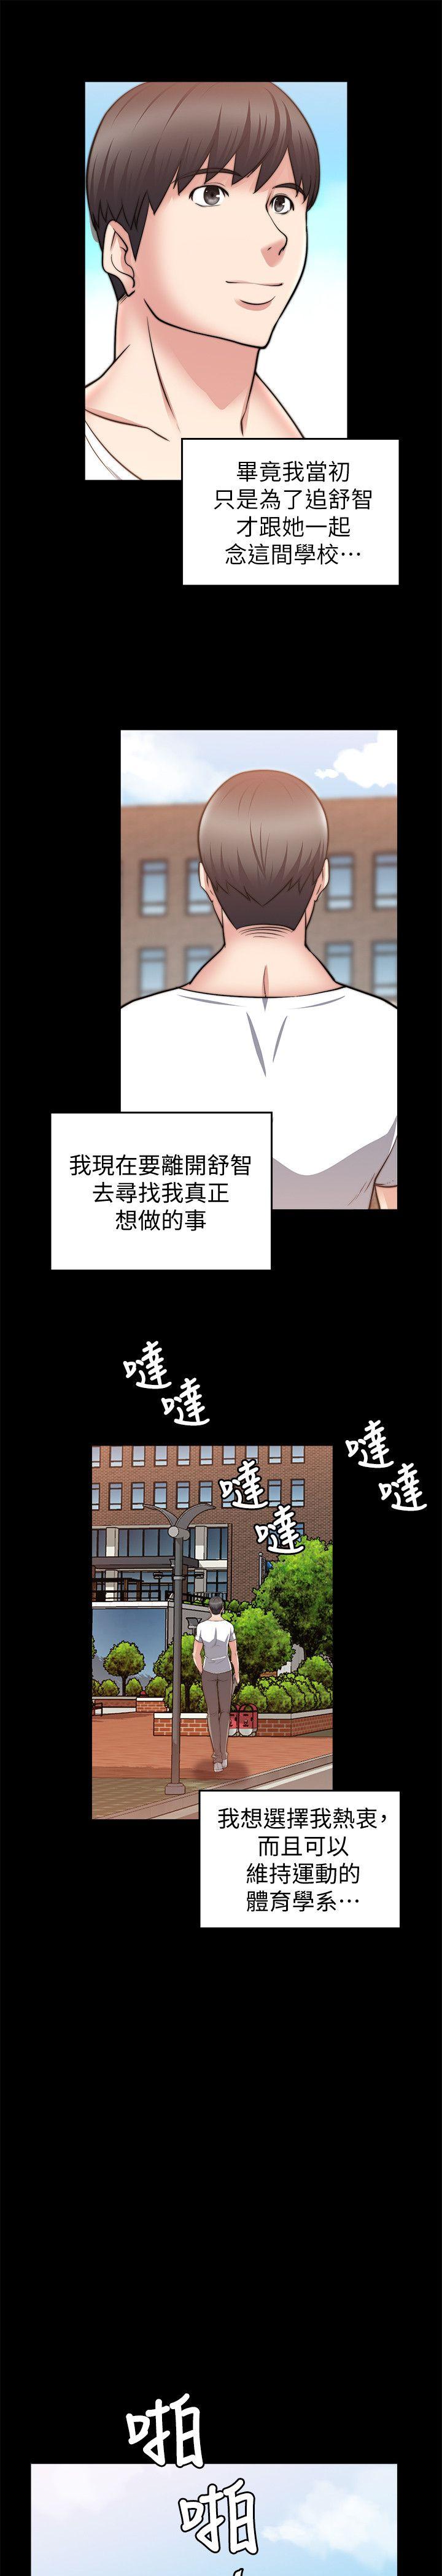 畢竟我當初
只是為了追舒智
才跟她一起
念這間學校⋯
我現在要離開舒智
去尋找我真正
想做的事
噠
噠
噠
噠
噠
噠
我想選擇我熱衷，
而且可以
維持運動的
體育學系⋯
啪
啪